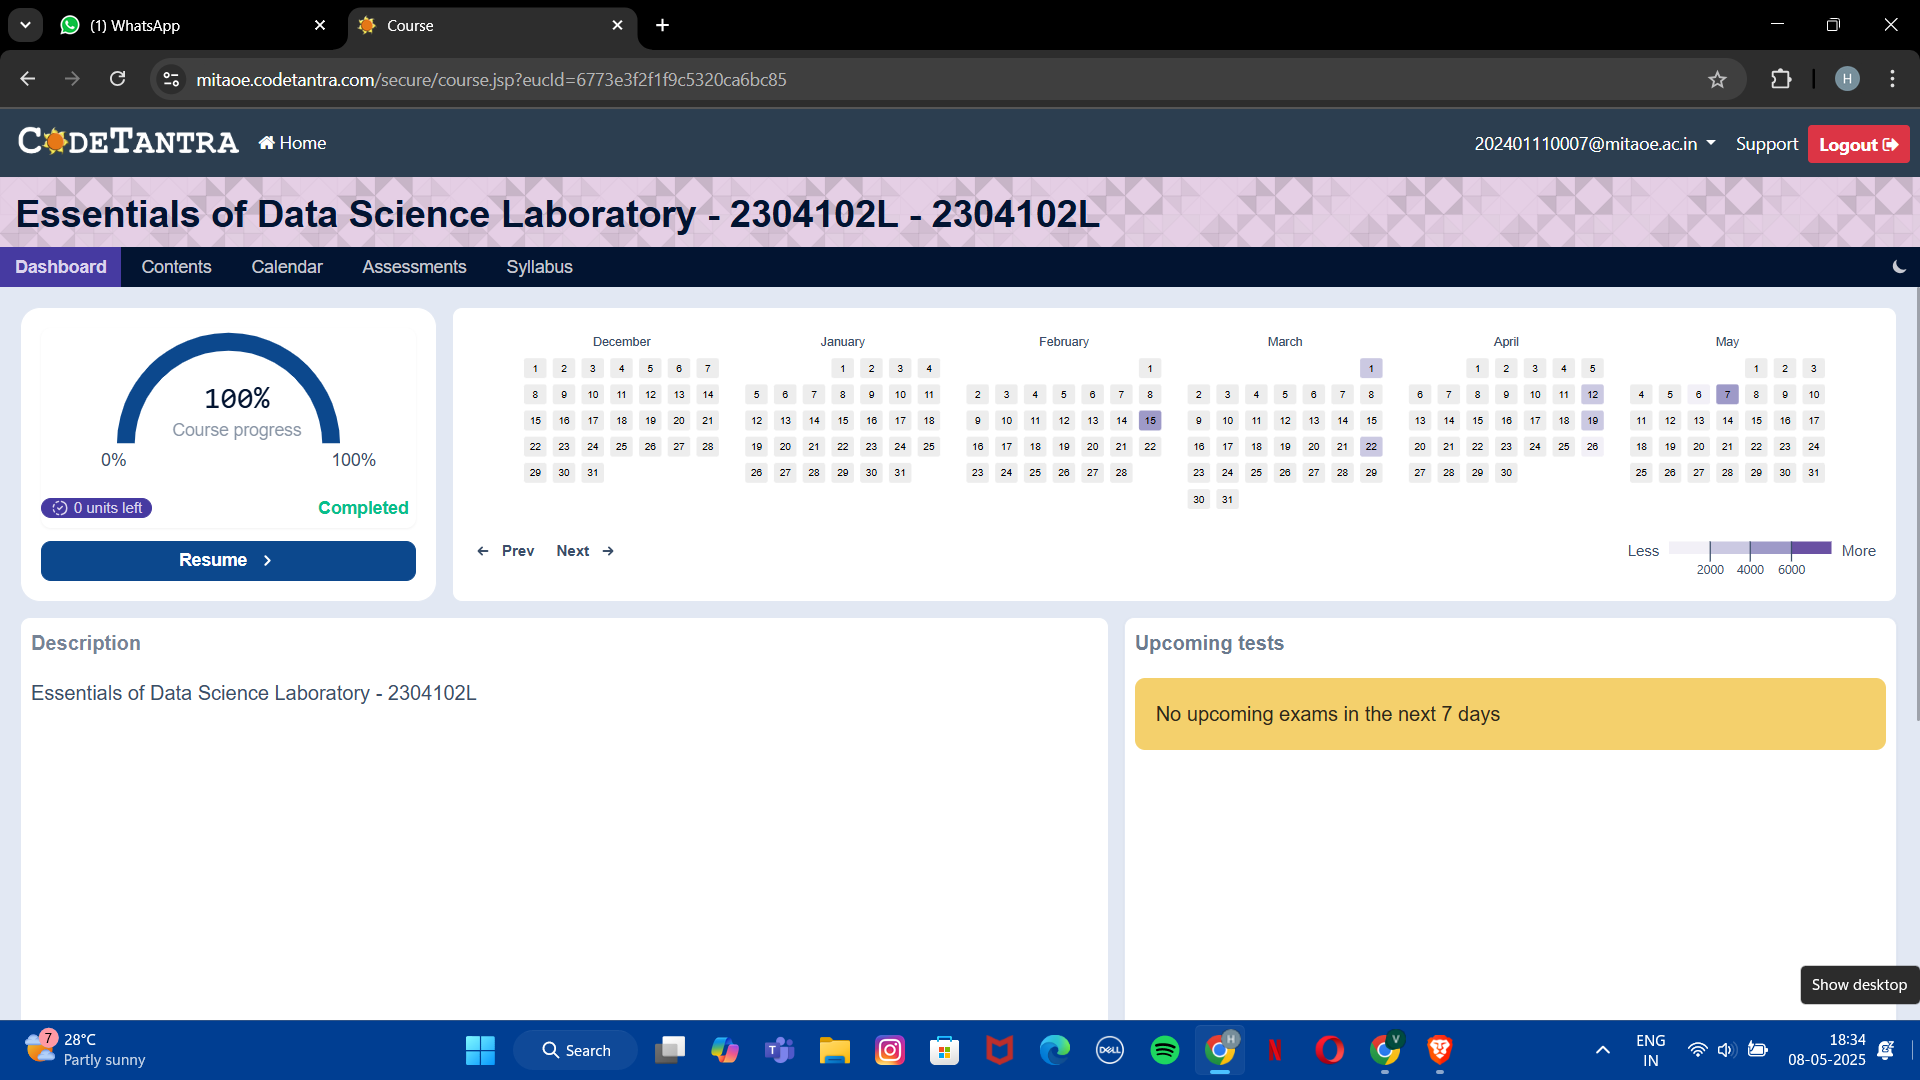 (1) WhatsApp
Course
mitaoe.codetantra.com/secure/course.jsp?eucId=6773e3f2f1f9c5320ca6bc85
H
CODETANTRA
Home
202401110007@mitaoe.ac.in
Support
Logout
Essentials of Data Science Laboratory - 2304102L - 2304102L
Dashboard Contents Calendar Assessments Syllabus
100%
Course progress
0% 100%
0 units left
Completed
Resume
December
1 2 3 4 5 6 7
8 9 10 11 12 13 14
15 16 17 18 19 20 21
22 23 24 25 26 27 28
29 30 31
January
1 2 3 4
5 6 7 8 9 10 11
12 13 14 15 16 17 18
19 20 21 22 23 24 25
26 27 28 29 30 31
February
1
2 3 4 5 6 7 8
9 10 11 12 13 14 15
16 17 18 19 20 21 22
23 24 25 26 27 28
March
1
2 3 4 5 6 7 8
9 10 11 12 13 14 15
16 17 18 19 20 21 22
23 24 25 26 27 28 29
30 31
April
1 2 3 4 5
6 7 8 9 10 11 12
13 14 15 16 17 18 19
20 21 22 23 24 25 26
27 28 29 30
May
1 2 3
4 5 6 7 8 9 10
11 12 13 14 15 16 17
18 19 20 21 22 23 24
25 26 27 28 29 30 31
Prev Next
Less More
2000 4000 6000
Description
Essentials of Data Science Laboratory - 2304102L
Upcoming tests
No upcoming exams in the next 7 days
Show desktop
7
28°C
Partly sunny
Search
T
DELL
H
N
V
ENG
IN
18:34
08-05-2025